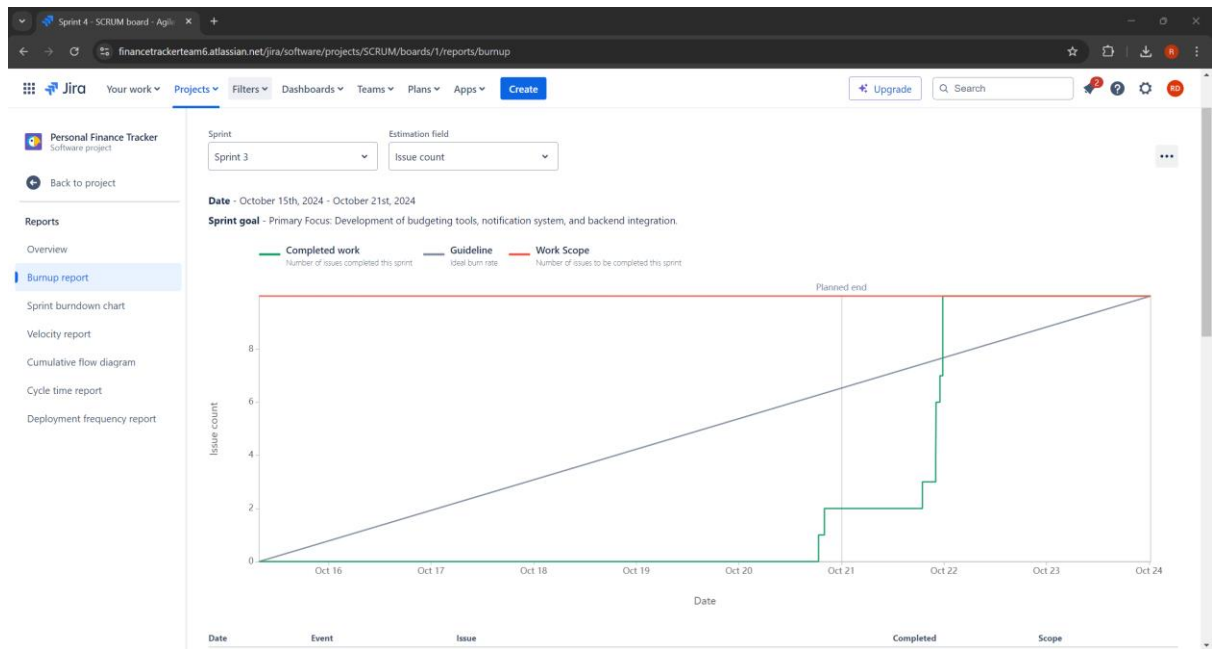 Sprint 4 - SCRUM board - Agile
financetrackerteam6.atlassian.net/jira/software/projects/SCRUM/boards/1/reports/burnup
R
Jira Your work Projects Filters Dashboards Teams Plans Apps Create Upgrade Search 2 RD
Personal Finance Tracker
Software project
Back to project
Reports
Overview
Burnup report
Sprint burndown chart
Velocity report
Cumulative flow diagram
Cycle time report
Deployment frequency report
Sprint Estimation field
Sprint 3 Issue count
Date - October 15th, 2024 - October 21st, 2024
Sprint goal - Primary Focus: Development of budgeting tools, notification system, and backend integration.
Completed work Guideline Work Scope
Number of issues completed this sprint Ideal burn rate Number of issues to be completed this sprint
Planned end
8
6
4
2
0
Issue count
Oct 16 Oct 17 Oct 18 Oct 19 Oct 20 Oct 21 Oct 22 Oct 23 Oct 24
Date
Date Event Issue Completed Scope